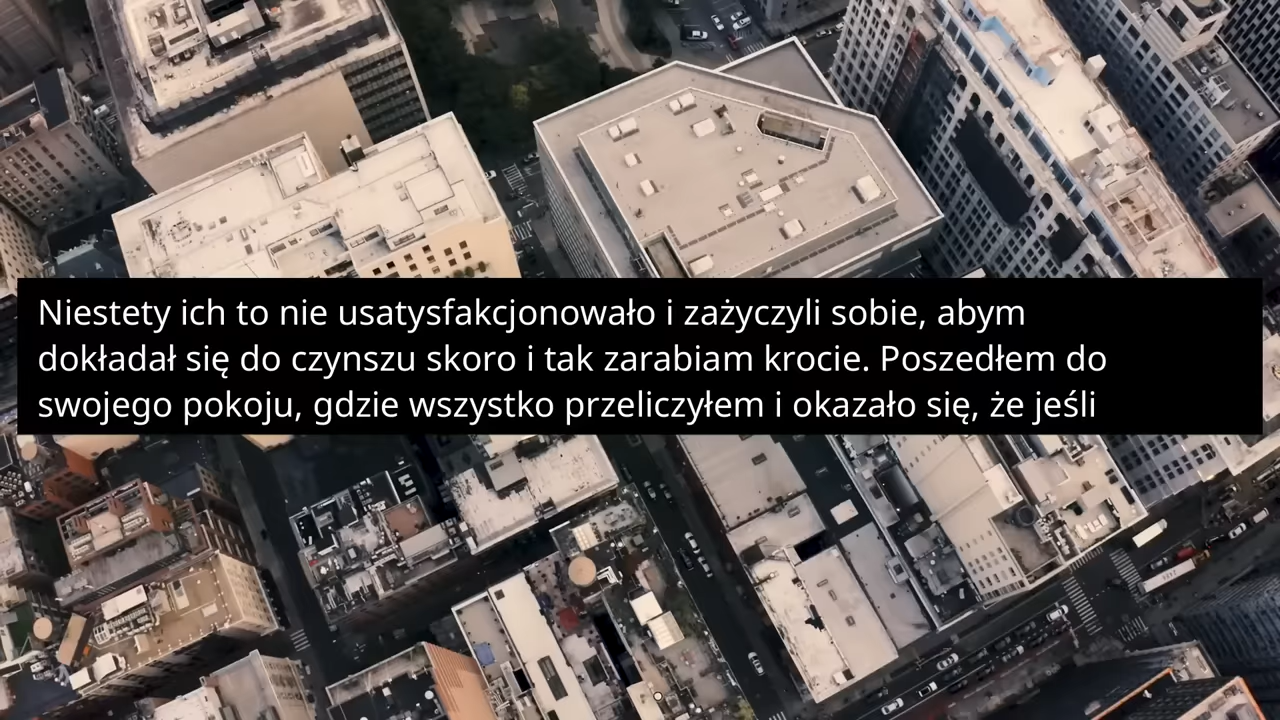 Niestety ich to nie usatysfakcjonowało i zażyczyli sobie, abym
dokładał się do czynszu skoro i tak zarabiam krocie. Poszedłem do
swojego pokoju, gdzie wszystko przeliczyłem i okazało się, że jeśli